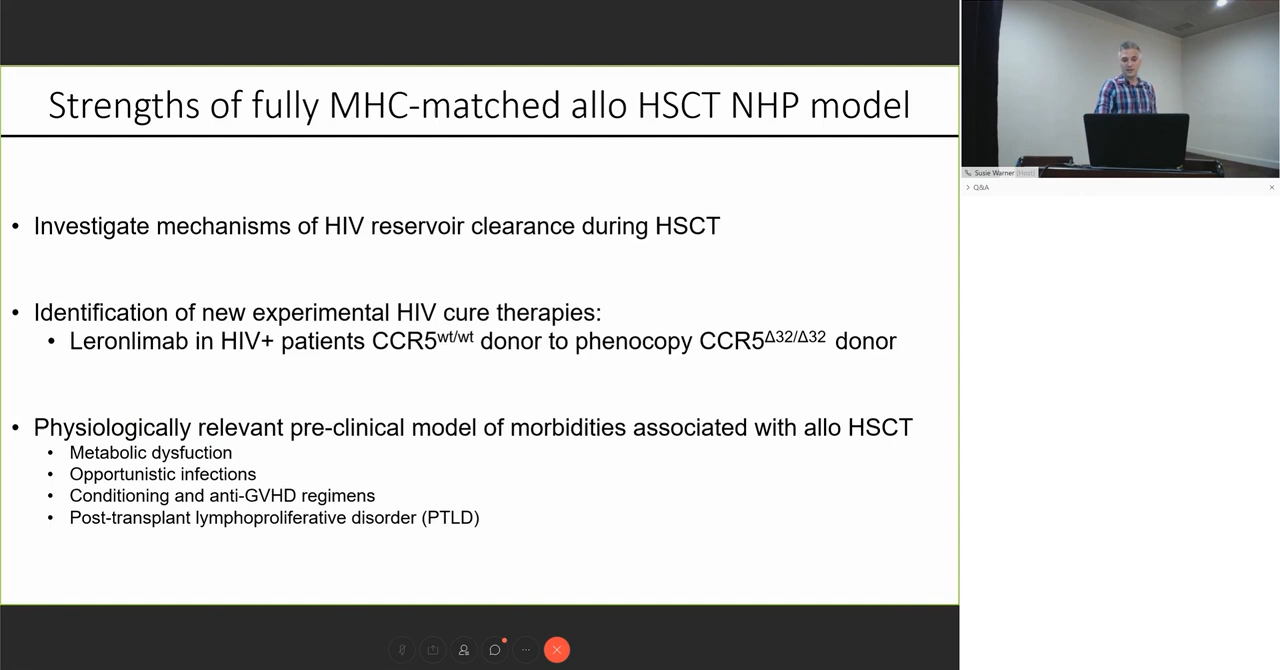 Strengths of fully MHC-matched allo HSCT NHP model
• Investigate mechanisms of HIV reservoir clearance during HSCT
• Identification of new experimental HIV cure therapies:
• Leronlimab in HIV+ patients CCR5wt/wt donor to phenocopy CCR5Δ32/Δ32 donor
• Physiologically relevant pre-clinical model of morbidities associated with allo HSCT
• Metabolic dysfuction
• Opportunistic infections
• Conditioning and anti-GVHD regimens
• Post-transplant lymphoproliferative disorder (PTLD)
Susie Warner (Host)
Q&A